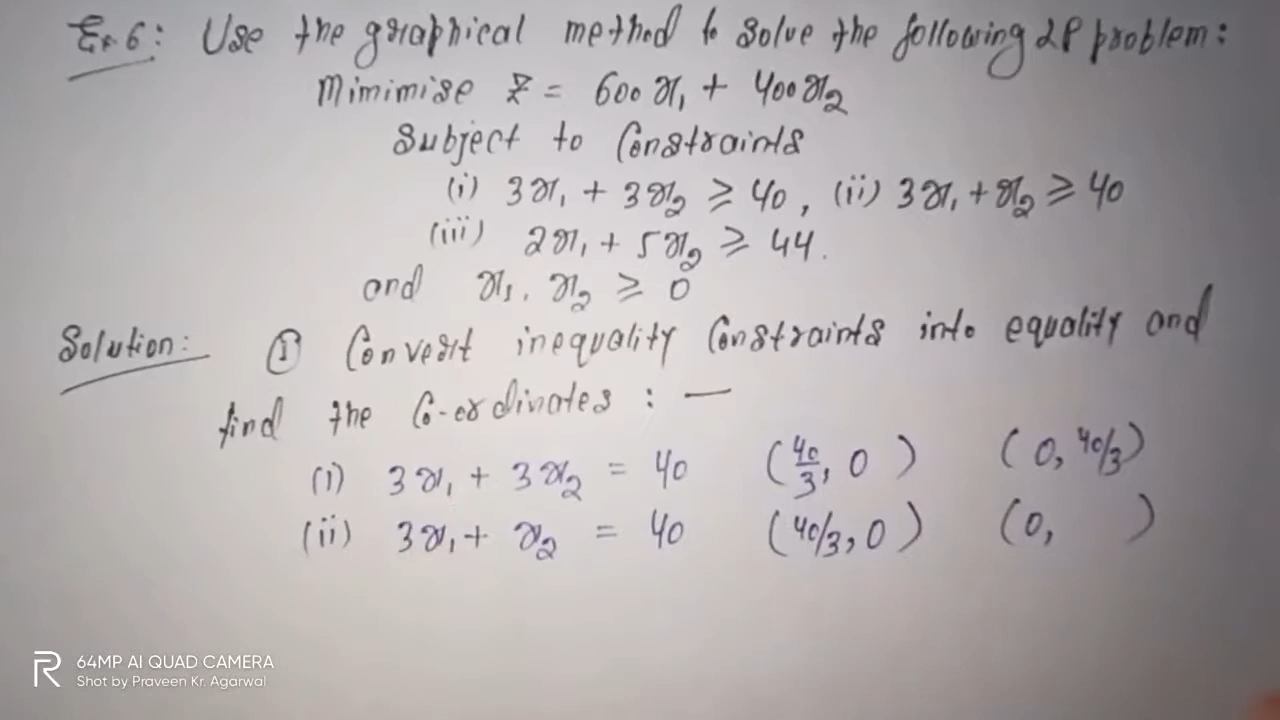 Ex.6: Use the graphical method to solve the following LP problem:
Mimimise Z = 600x₁ + 400x₂
Subject to Constraints
(i) 3x₁ + 3x₂ ≥ 40, (ii) 3x₁ + x₂ ≥ 40
(iii) 2x₁ + 5x₂ ≥ 44.
and x₁, x₂ ≥ 0
Solution: ① Convert inequality Constraints into equality and
find the Co-ordinates : —
(i) 3x₁ + 3x₂ = 40 (40/3, 0) (0, 40/3)
(ii) 3x₁ + x₂ = 40 (40/3, 0) (0, )
R 64MP AI QUAD CAMERA
Shot by Praveen Kr. Agarwal